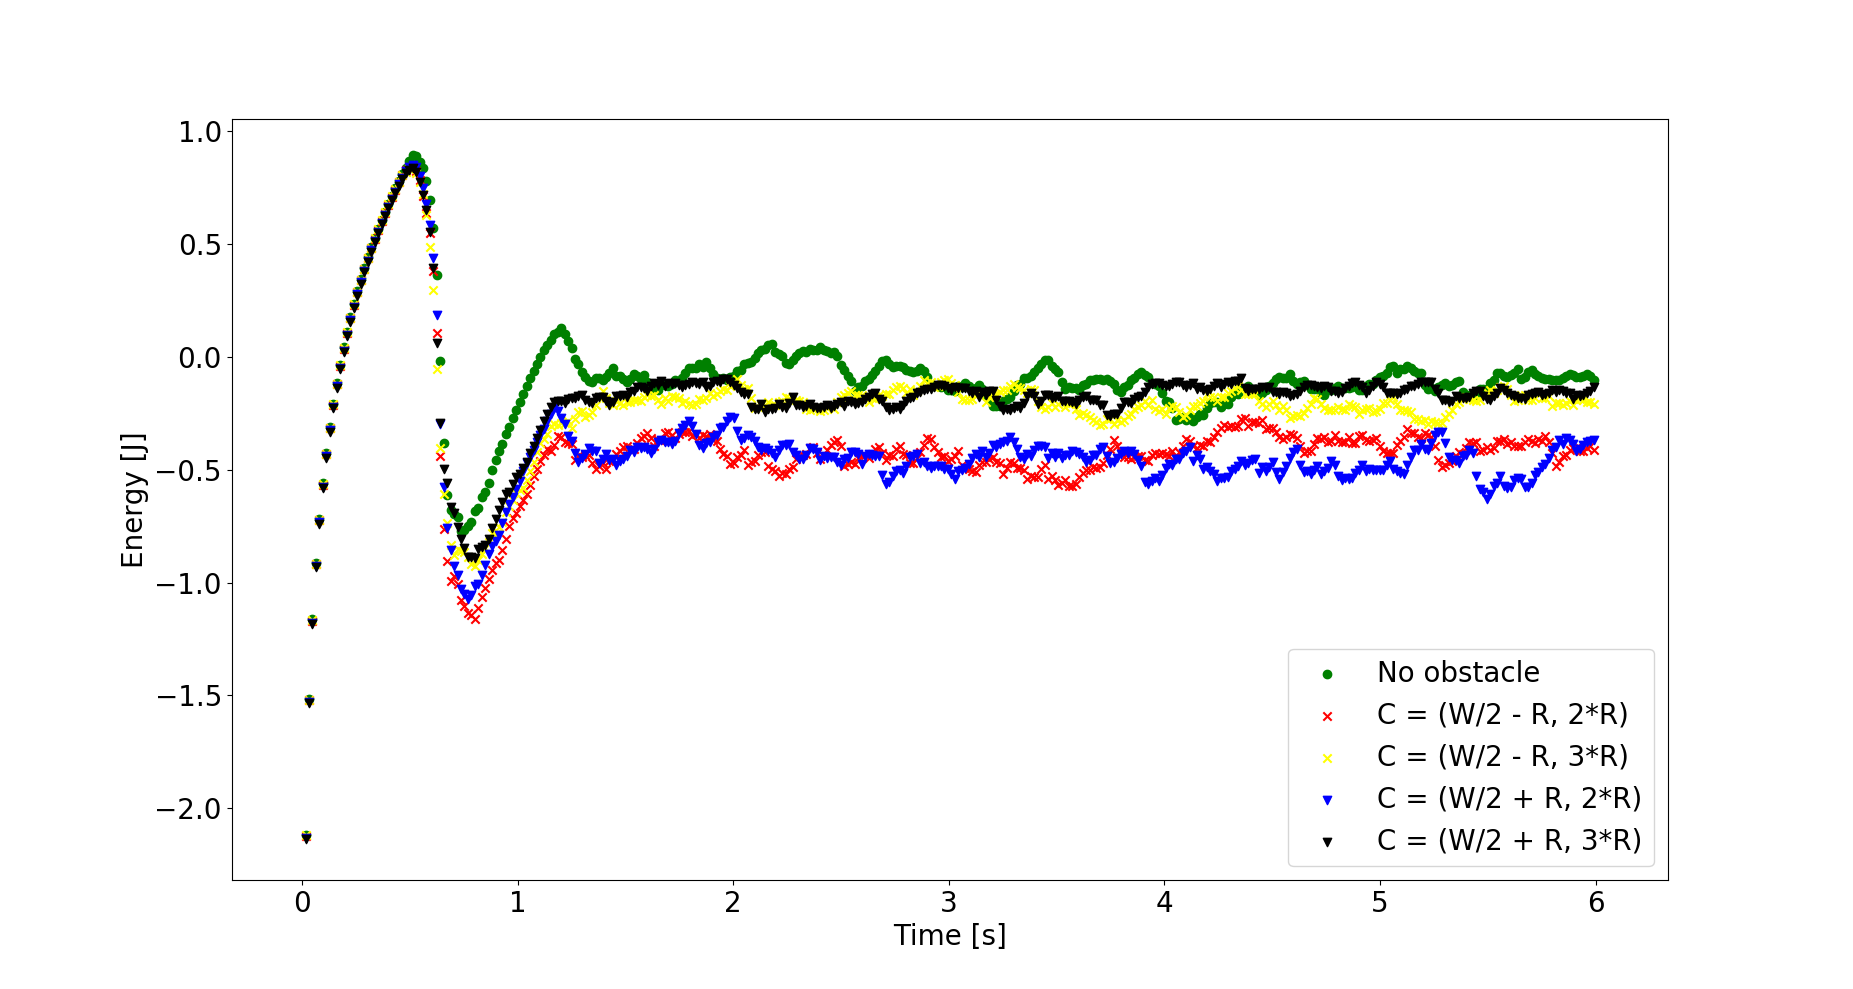 1.0
0.5
0.0
−0.5
−1.0
−1.5
−2.0
Energy [J]
0 1 2 3 4 5 6
Time [s]
No obstacle
C = (W/2 - R, 2*R)
C = (W/2 - R, 3*R)
C = (W/2 + R, 2*R)
C = (W/2 + R, 3*R)